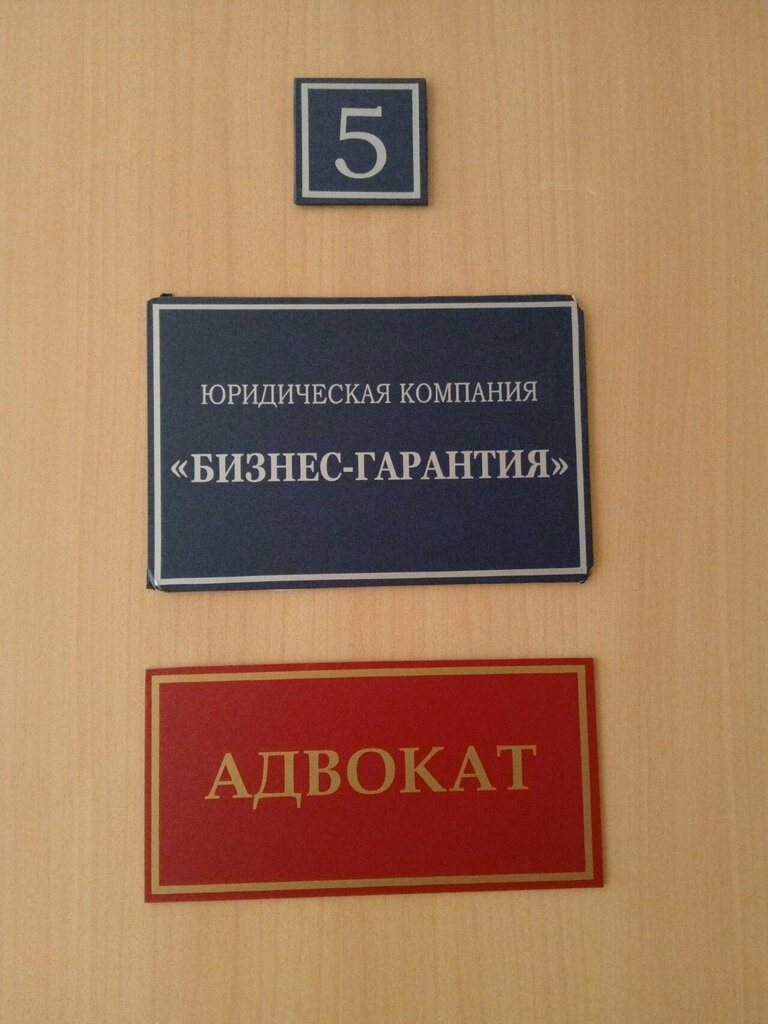 5
ЮРИДИЧЕСКАЯ КОМПАНИЯ
«БИЗНЕС-ГАРАНТИЯ»
АДВОКАТ